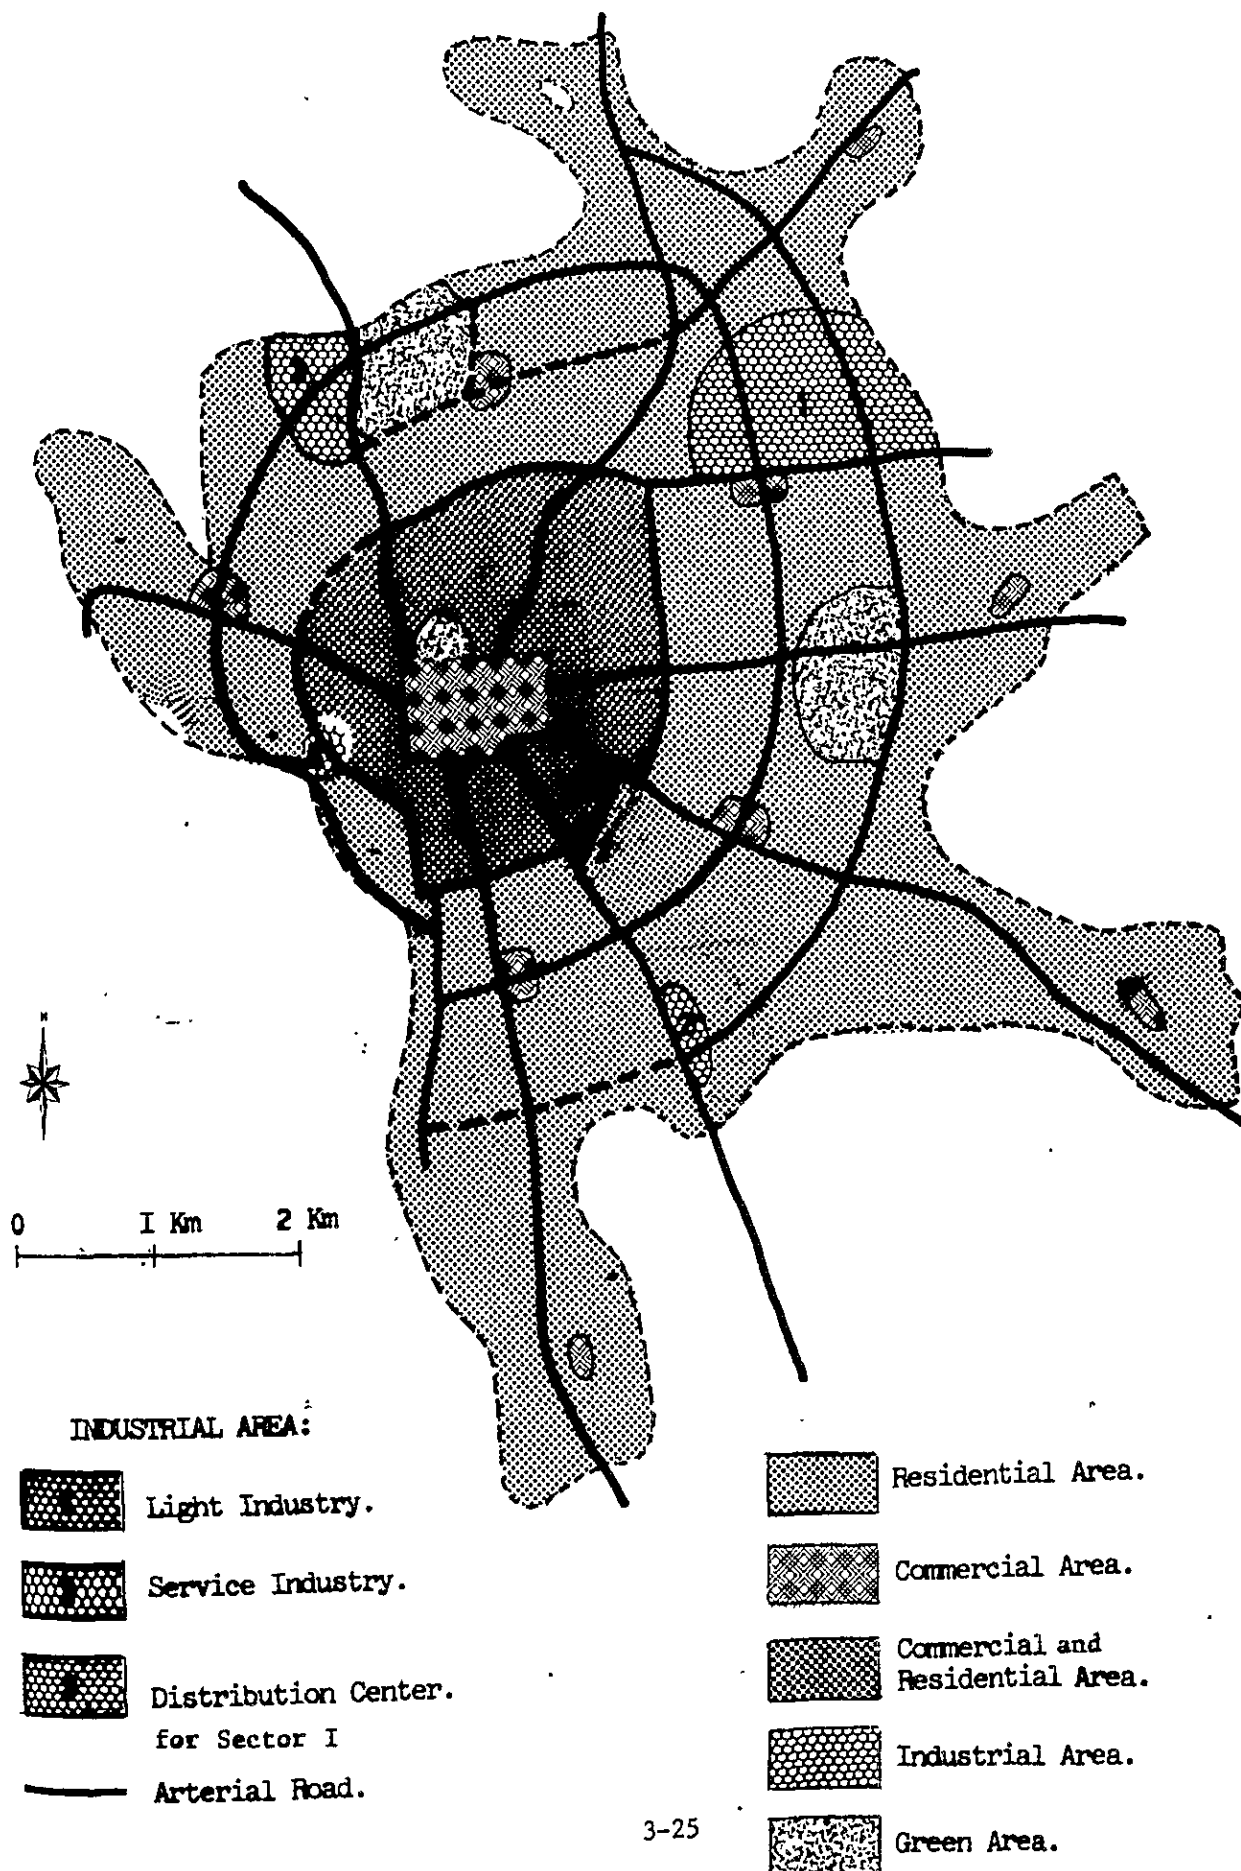 N
0
I Km
2 Km
INDUSTRIAL AREA:
Light Industry.
Service Industry.
Distribution Center.
for Sector I
Arterial Road.
Residential Area.
Commercial Area.
Commercial and
Residential Area.
Industrial Area.
Green Area.
3-25